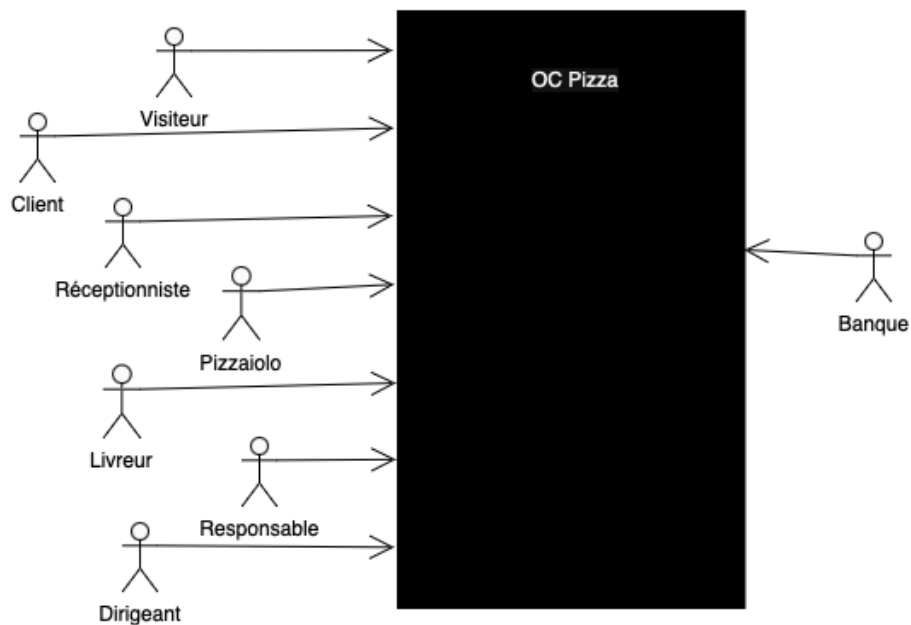 OC Pizza
Visiteur
Client
Réceptionniste
Banque
Pizzaiolo
Livreur
Responsable
Dirigeant